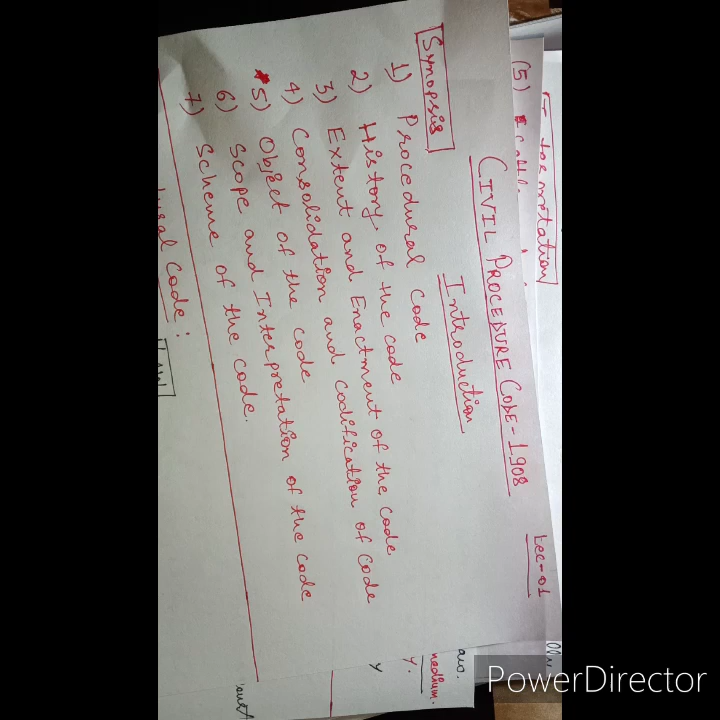 Lec-01
CIVIL PROCEDURE CODE-1908
Introduction
Synopsis
1) Procedural Code
2) History of the code
3) Extent and Enactment of the code
4) Consolidation and codification of Code
*5) Object of the code
6) Scope and Interpretation of the code
7) Scheme of the code.
Code:
(5)
medium.
PowerDirector